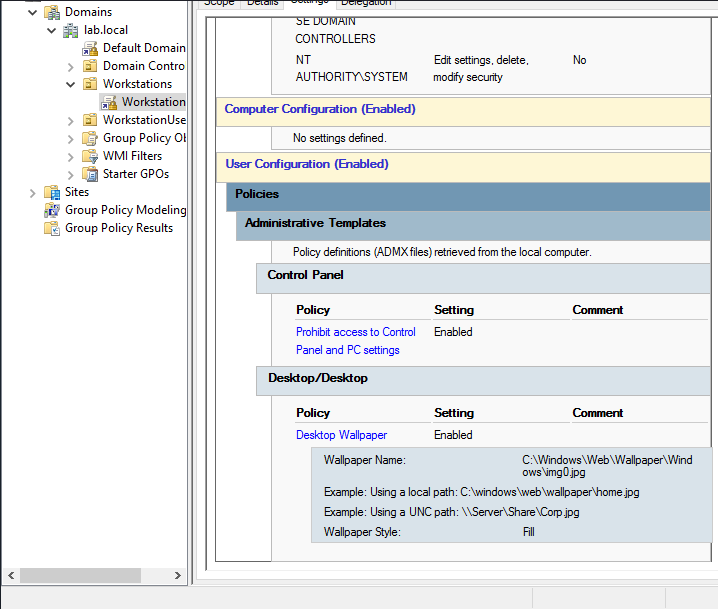 Domains
lab.local
Default Domain
Domain Contro
Workstations
Workstation
WorkstationUse
Group Policy Ob
WMI Filters
Starter GPOs
Sites
Group Policy Modeling
Group Policy Results
Scope Details Settings Delegation
SE DOMAIN
CONTROLLERS
NT Edit settings, delete, No
AUTHORITY\SYSTEM modify security
Computer Configuration (Enabled)
No settings defined.
User Configuration (Enabled)
Policies
Administrative Templates
Policy definitions (ADMX files) retrieved from the local computer.
Control Panel
Policy Setting Comment
Prohibit access to Control Enabled
Panel and PC settings
Desktop/Desktop
Policy Setting Comment
Desktop Wallpaper Enabled
Wallpaper Name: C:\Windows\Web\Wallpaper\Wind
ows\img0.jpg
Example: Using a local path: C:\windows\web\wallpaper\home.jpg
Example: Using a UNC path: \\Server\Share\Corp.jpg
Wallpaper Style: Fill